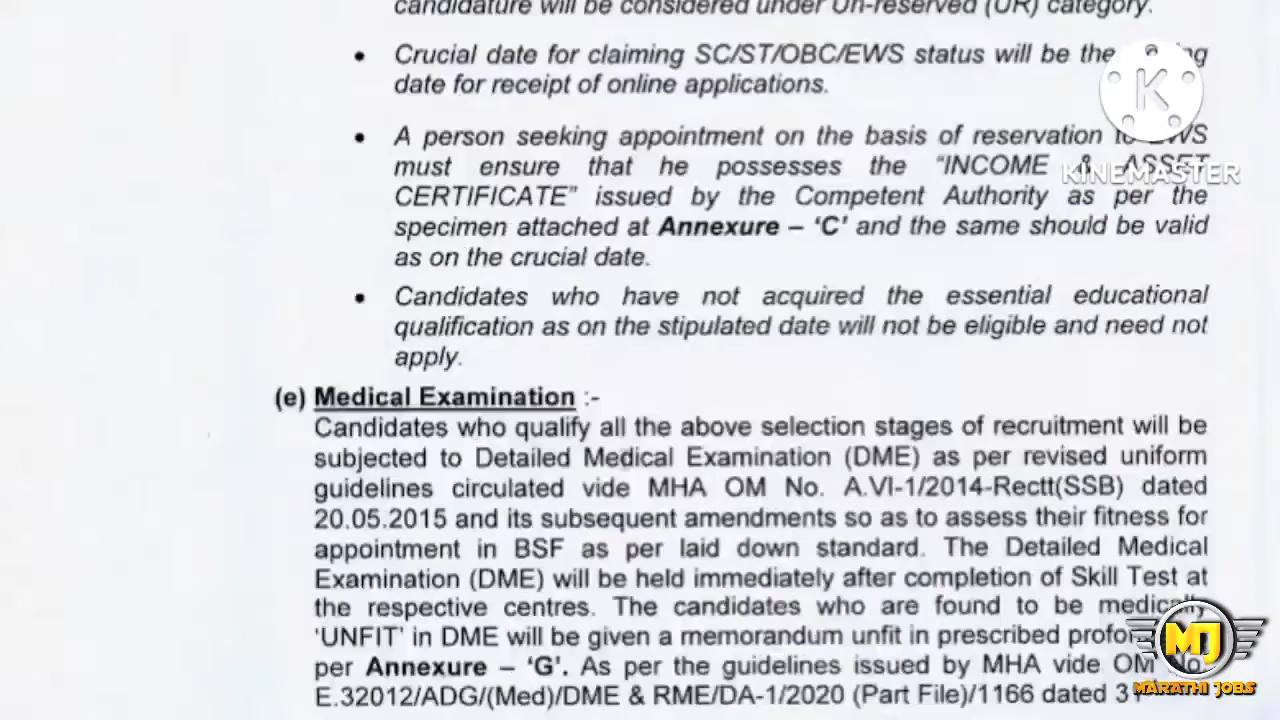 candidature will be considered under Un-reserved (UR) category.
• Crucial date for claiming SC/ST/OBC/EWS status will be the
date for receipt of online applications.
• A person seeking appointment on the basis of reservation to EWS
must ensure that he possesses the “INCOME & ASSET
CERTIFICATE” issued by the Competent Authority as per the
specimen attached at Annexure – ‘C’ and the same should be valid
as on the crucial date.
• Candidates who have not acquired the essential educational
qualification as on the stipulated date will not be eligible and need not
apply.
(e) Medical Examination :-
Candidates who qualify all the above selection stages of recruitment will be
subjected to Detailed Medical Examination (DME) as per revised uniform
guidelines circulated vide MHA OM No. A.VI-1/2014-Rectt(SSB) dated
20.05.2015 and its subsequent amendments so as to assess their fitness for
appointment in BSF as per laid down standard. The Detailed Medical
Examination (DME) will be held immediately after completion of Skill Test at
the respective centres. The candidates who are found to be medically
‘UNFIT’ in DME will be given a memorandum unfit in prescribed
per Annexure – ‘G’. As per the guidelines issued by MHA vide OM No.
E.32012/ADG/(Med)/DME & RME/DA-1/2020 (Part File)/1166 dated
K
KINEMASTER
MJ
MARATHI JOBS